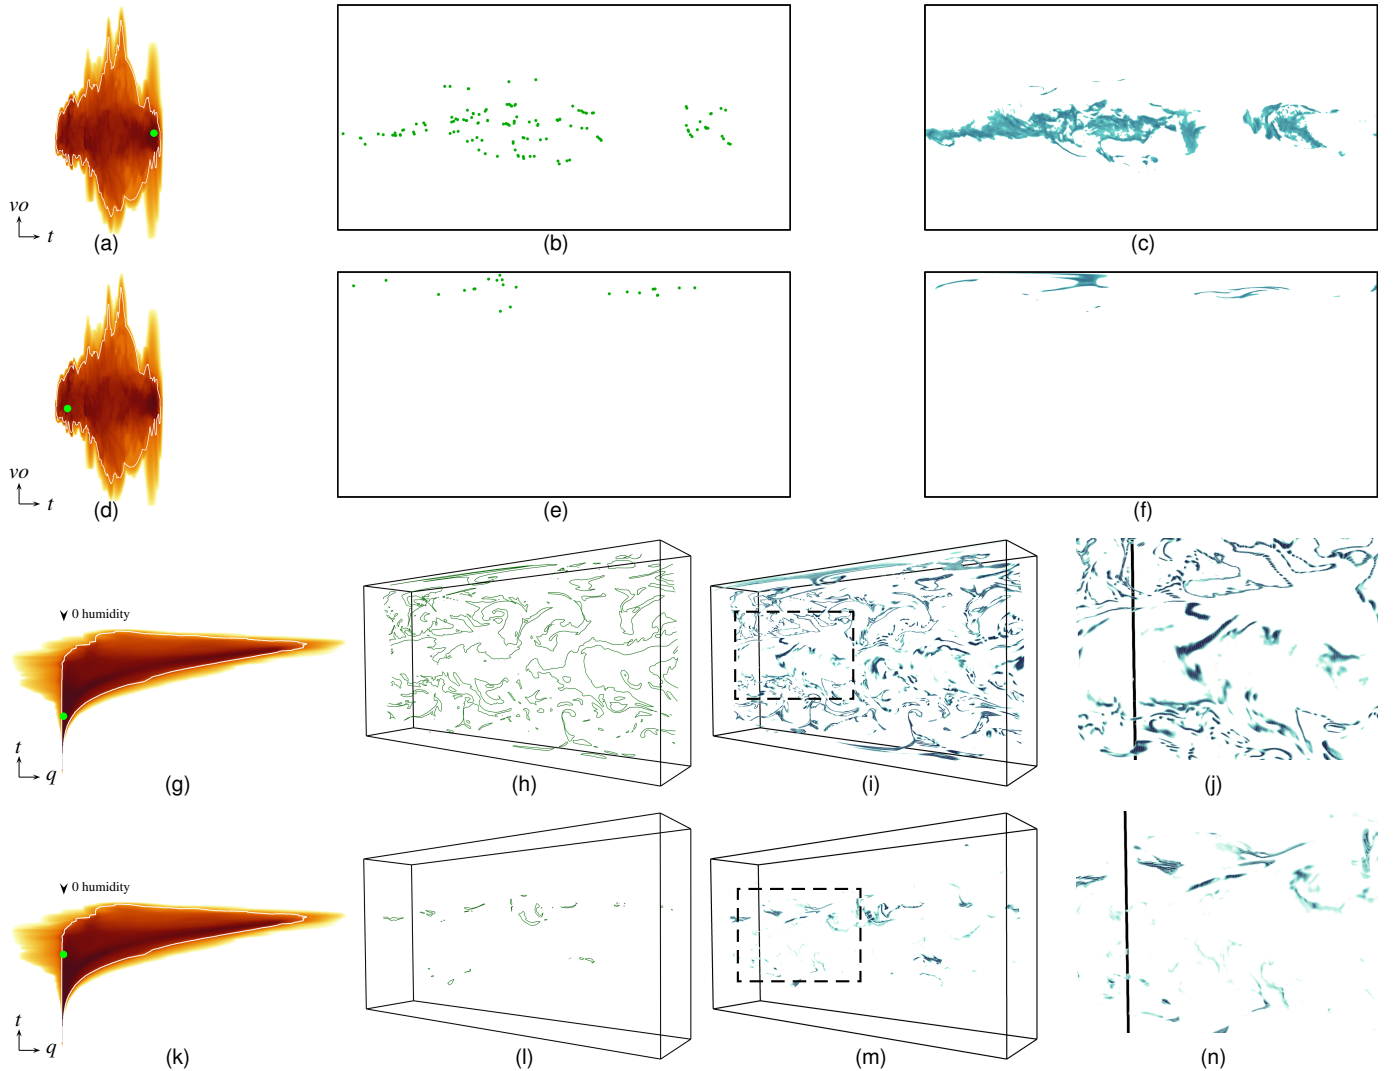 vo
t
(a)
(b)
(c)
vo
t
(d)
(e)
(f)
0 humidity
t
q
(g)
(h)
(i)
(j)
0 humidity
t
q
(k)
(l)
(m)
(n)